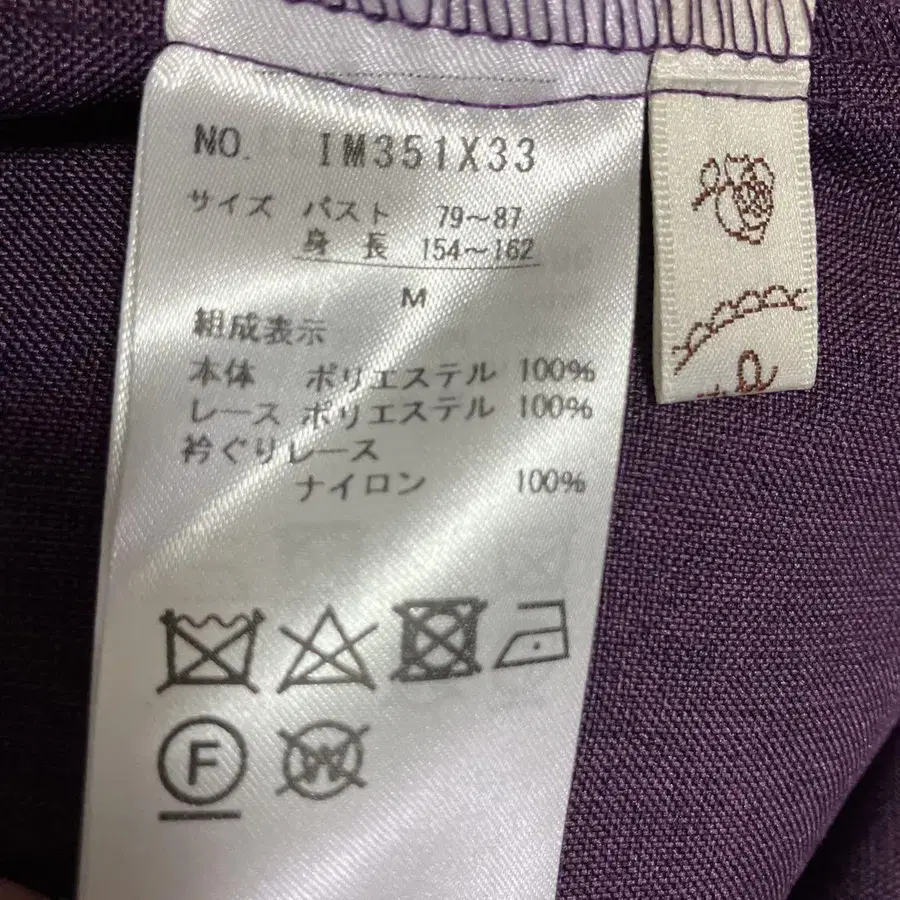 NO. IM351X33
サイズ バスト 79～87
身長 154～162
M
組成表示
本体 ポリエステル 100%
レース ポリエステル 100%
衿ぐりレース
ナイロン 100%
F
W